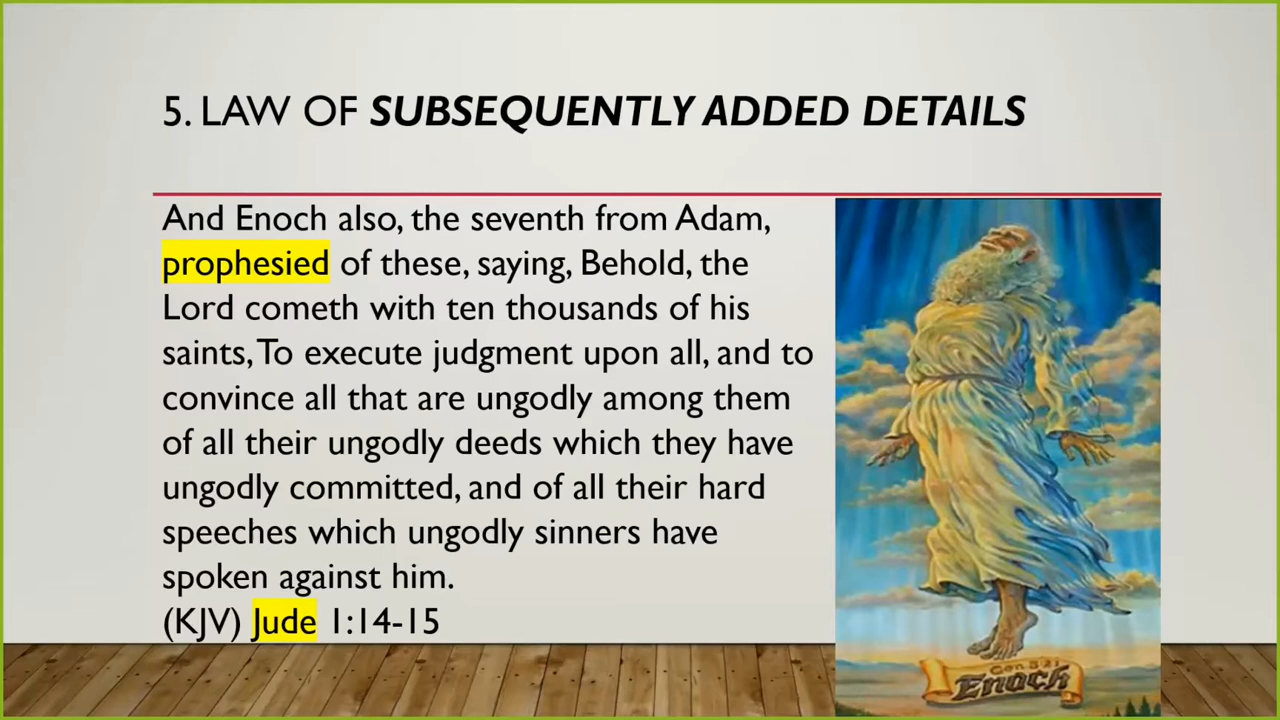 5. LAW OF SUBSEQUENTLY ADDED DETAILS
And Enoch also, the seventh from Adam,
prophesied of these, saying, Behold, the
Lord cometh with ten thousands of his
saints, To execute judgment upon all, and to
convince all that are ungodly among them
of all their ungodly deeds which they have
ungodly committed, and of all their hard
speeches which ungodly sinners have
spoken against him.
(KJV) Jude 1:14-15
Enoch